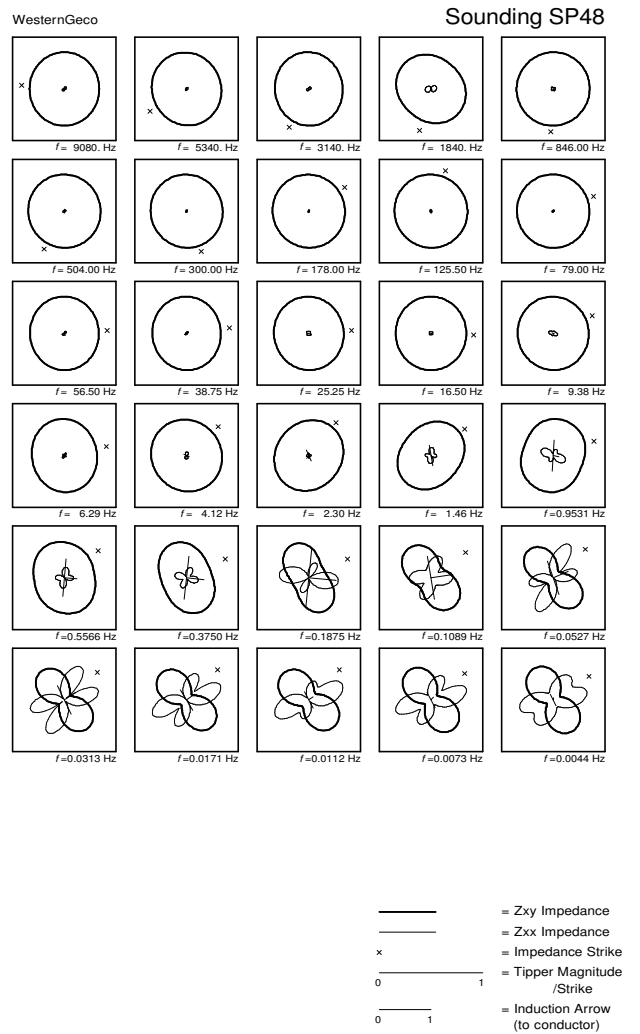 WesternGeco Sounding SP48
f = 9080. Hz f = 5340. Hz f = 3140. Hz f = 1840. Hz f = 846.00 Hz
f = 504.00 Hz f = 300.00 Hz f = 178.00 Hz f = 125.50 Hz f = 79.00 Hz
f = 56.50 Hz f = 38.75 Hz f = 25.25 Hz f = 16.50 Hz f = 9.38 Hz
f = 6.29 Hz f = 4.12 Hz f = 2.30 Hz f = 1.46 Hz f =0.9531 Hz
f =0.5566 Hz f =0.3750 Hz f =0.1875 Hz f =0.1089 Hz f =0.0527 Hz
f =0.0313 Hz f =0.0171 Hz f =0.0112 Hz f =0.0073 Hz f =0.0044 Hz
= Zxy Impedance
= Zxx Impedance
× = Impedance Strike
= Tipper Magnitude
0 1 /Strike
= Induction Arrow
0 1 (to conductor)